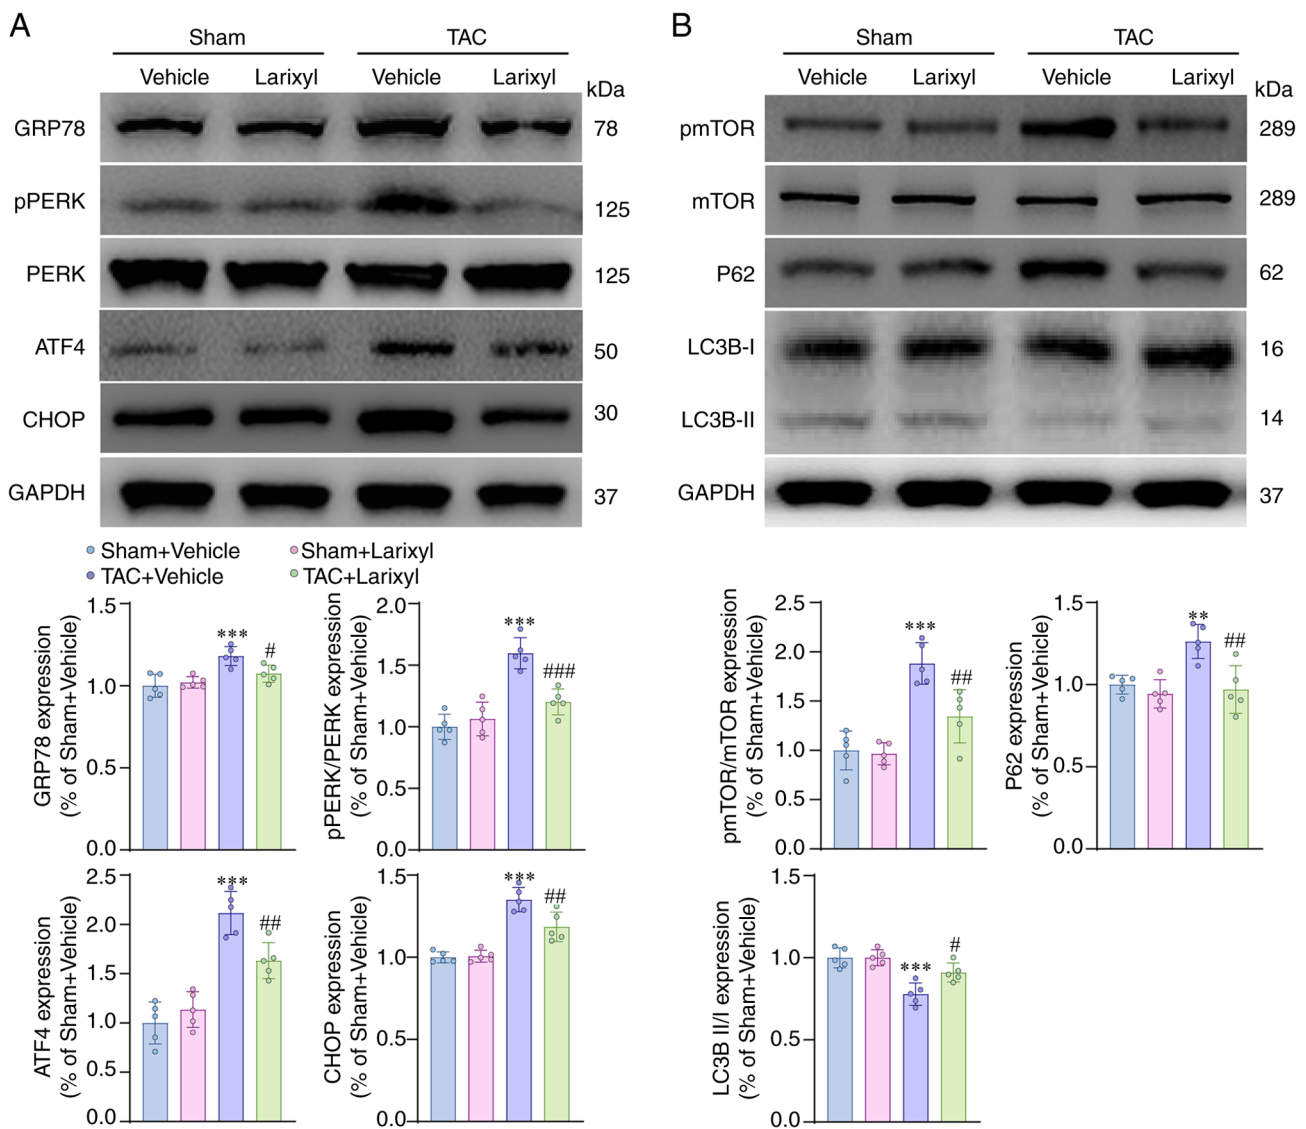 A
Sham TAC
Vehicle Larixyl Vehicle Larixyl
kDa
GRP78 78
pPERK 125
PERK 125
ATF4 50
CHOP 30
GAPDH 37
B
Sham TAC
Vehicle Larixyl Vehicle Larixyl
kDa
pmTOR 289
mTOR 289
P62 62
LC3B-I 16
LC3B-II 14
GAPDH 37
Sham+Vehicle Sham+Larixyl
TAC+Vehicle TAC+Larixyl
GRP78 expression
(% of Sham+Vehicle)
1.5
1.0
0.5
0.0
*** #
pPERK/PERK expression
(% of Sham+Vehicle)
2.0
1.5
1.0
0.5
0.0
*** ###
ATF4 expression
(% of Sham+Vehicle)
2.5
2.0
1.5
1.0
0.5
0.0
*** ##
CHOP expression
(% of Sham+Vehicle)
1.5
1.0
0.5
0.0
*** ##
pmTOR/mTOR expression
(% of Sham+Vehicle)
2.5
2.0
1.5
1.0
0.5
0.0
*** ##
P62 expression
(% of Sham+Vehicle)
1.5
1.0
0.5
0.0
** ##
LC3B II/I expression
(% of Sham+Vehicle)
1.5
1.0
0.5
0.0
*** #